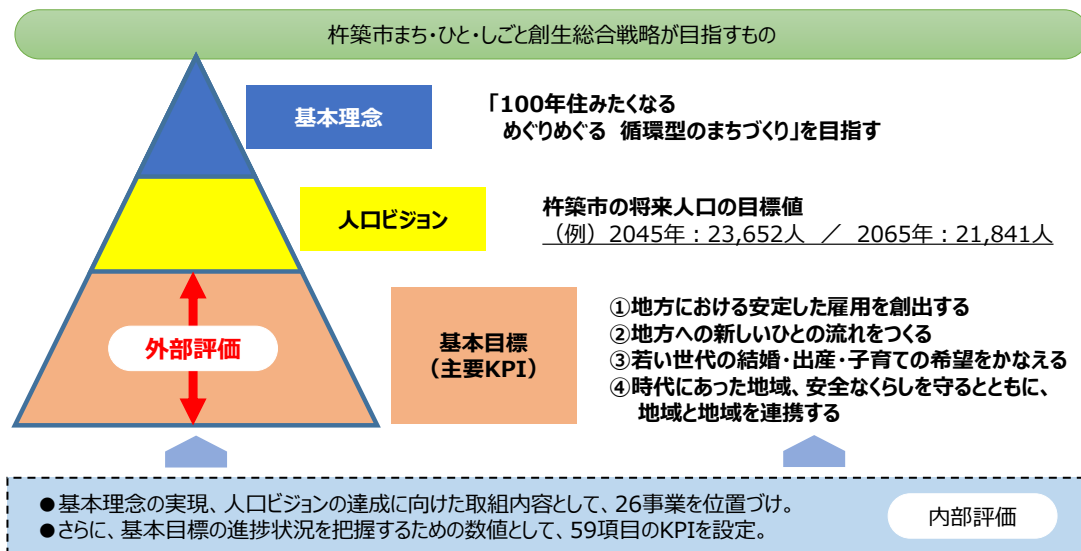 杵築市まち・ひと・しごと創生総合戦略が目指すもの
基本理念
「100年住みたくなる
めぐりめぐる 循環型のまちづくり」を目指す
人口ビジョン
杵築市の将来人口の目標値
（例）2045年：23,652人 ／ 2065年：21,841人
外部評価
基本目標
（主要KPI）
①地方における安定した雇用を創出する
②地方への新しいひとの流れをつくる
③若い世代の結婚・出産・子育ての希望をかなえる
④時代にあった地域、安全なくらしを守るとともに、
地域と地域を連携する
●基本理念の実現、人口ビジョンの達成に向けた取組内容として、26事業を位置づけ。
●さらに、基本目標の進捗状況を把握するための数値として、59項目のKPIを設定。
内部評価